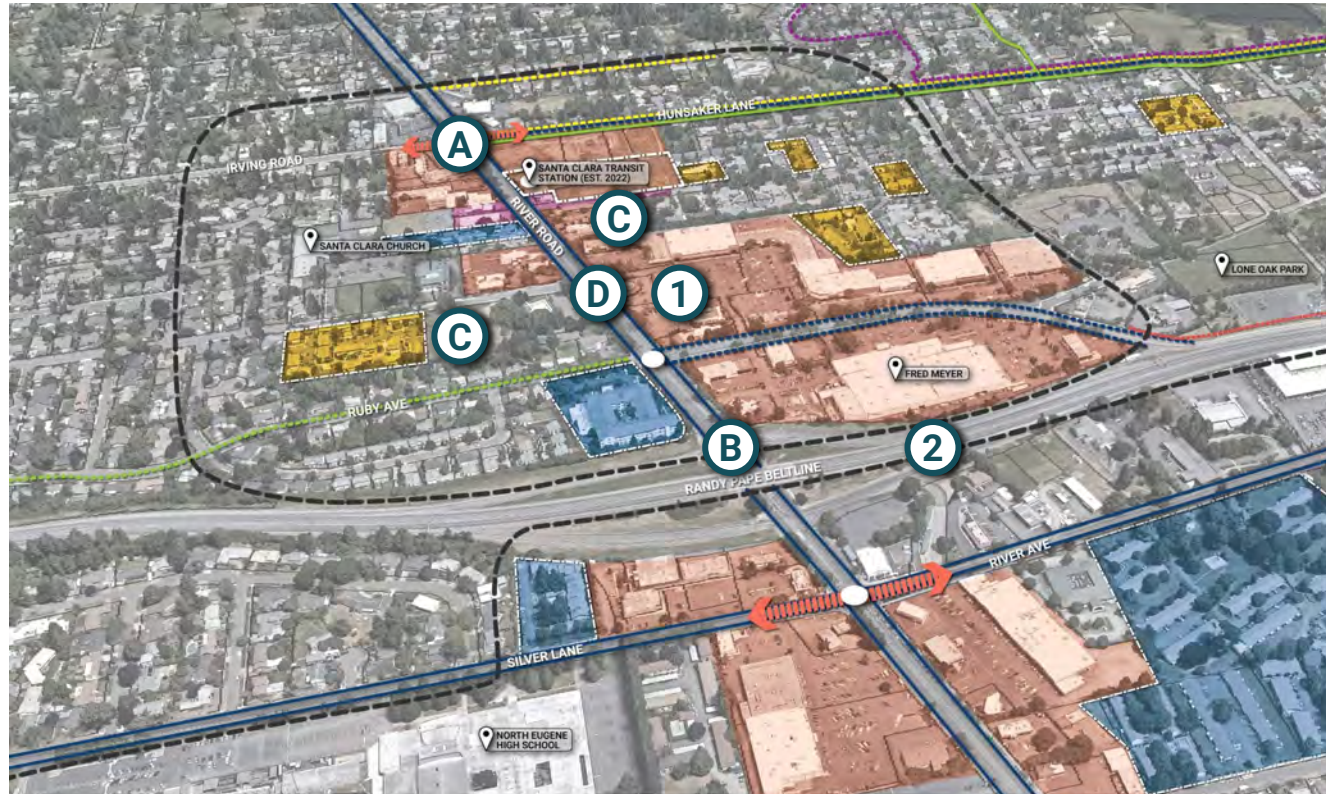 HUNSAKER LANE
A
IRVING ROAD
SANTA CLARA TRANSIT
STATION (EST. 2022)
C
RIVER ROAD
SANTA CLARA CHURCH
LONE OAK PARK
D
1
C
FRED MEYER
RUBY AVE
B
2
RANDY PAPE BELTLINE
RIVER AVE
SILVER LANE
NORTH EUGENE
HIGH SCHOOL